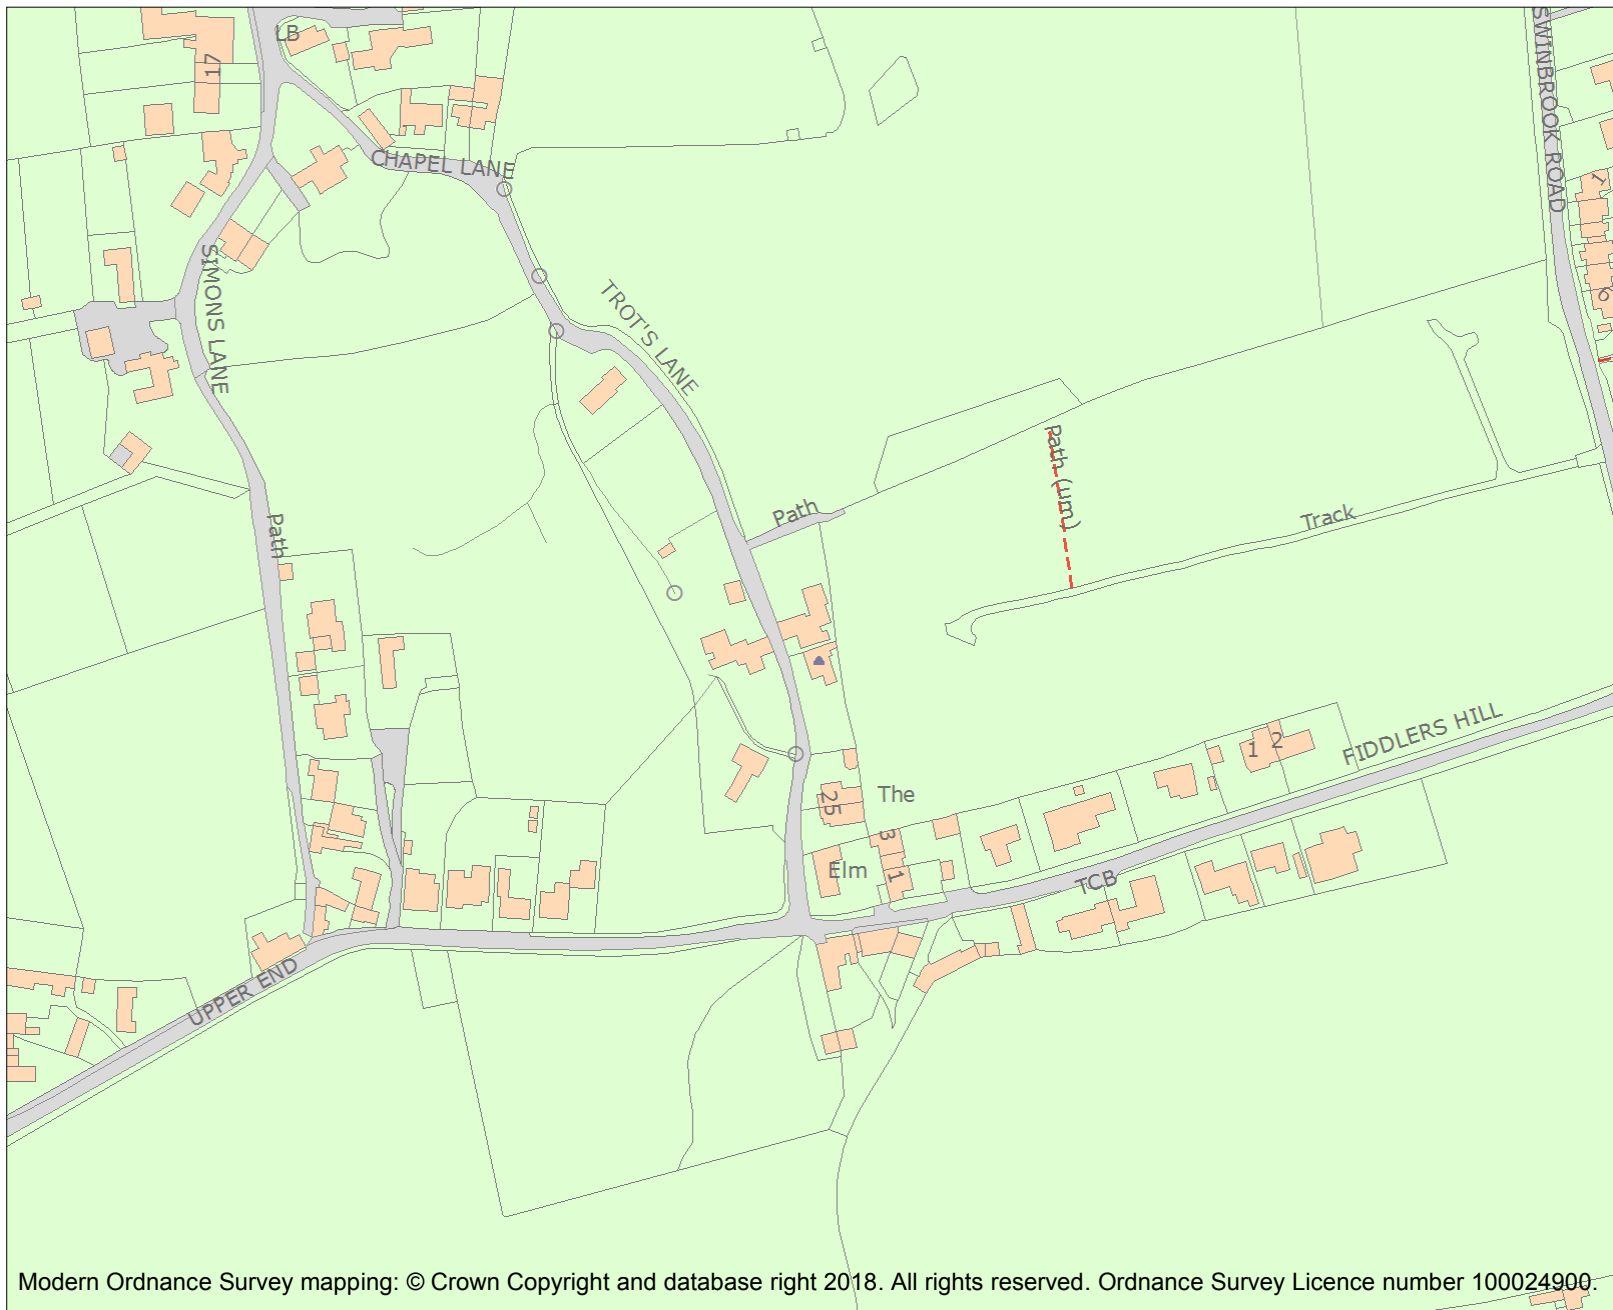 LB
17
SWINBROOK ROAD
CHAPEL LANE
1
SIMONS LANE
TROT'S LANE
6
Path (um)
Path
Track
Path
FIDDLERS HILL
1
2
The
25
3
Elm
1
TCB
UPPER END
Modern Ordnance Survey mapping: © Crown Copyright and database right 2018. All rights reserved. Ordnance Survey Licence number 100024900.